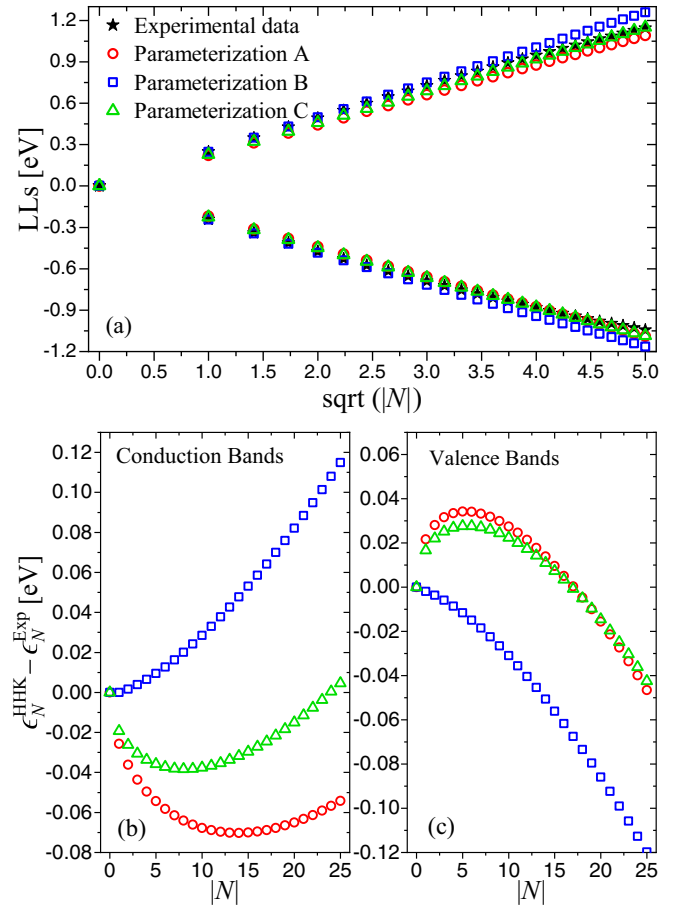 1.2
0.9
0.6
0.3
0.0
-0.3
-0.6
-0.9
-1.2
LLs [eV]
Experimental data
Parameterization A
Parameterization B
Parameterization C
(a)
0.0 0.5 1.0 1.5 2.0 2.5 3.0 3.5 4.0 4.5 5.0
sqrt (|N|)
0.12
0.10
0.08
0.06
0.04
0.02
0.00
-0.02
-0.04
-0.06
-0.08
ϵ_N^HHK − ϵ_N^Exp [eV]
Conduction Bands
(b)
0 5 10 15 20 25
|N|
0.06
0.04
0.02
0.00
-0.02
-0.04
-0.06
-0.08
-0.10
-0.12
Valence Bands
(c)
0 5 10 15 20 25
|N|